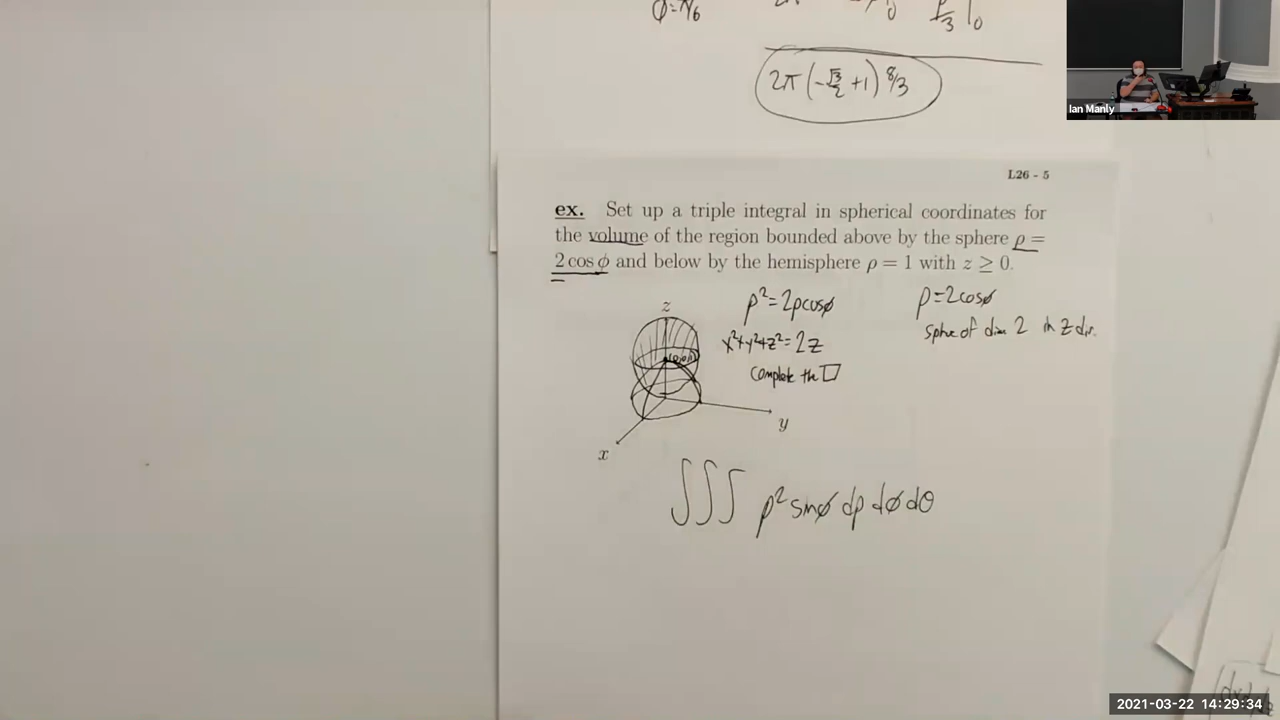 φ=π/6
2π(-√3/2 +1) 8/3
Ian Manly
L26 - 5
ex. Set up a triple integral in spherical coordinates for
the volume of the region bounded above by the sphere ρ =
2 cos φ and below by the hemisphere ρ = 1 with z ≥ 0.
ρ²=2ρcosφ
ρ=2cosφ
x²+y²+z²=2z
sphere of dim 2 in z dir.
complete the □
z
y
x
∫∫∫ ρ² sinφ dρ dφ dθ
2021-03-22 14:29:34